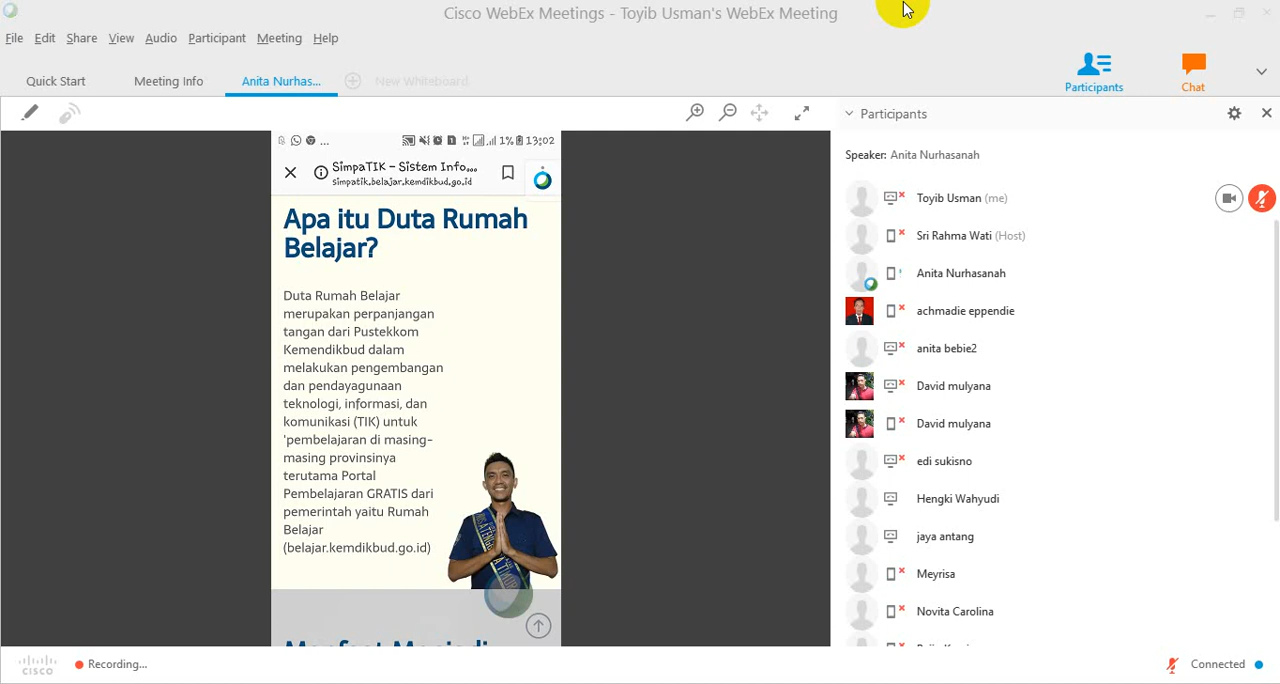 Cisco WebEx Meetings - Toyib Usman's WebEx Meeting
File Edit Share View Audio Participant Meeting Help
Quick Start Meeting Info Anita Nurhas... New Whiteboard
Participants Chat
Participants
Speaker: Anita Nurhasanah
Toyib Usman (me)
Sri Rahma Wati (Host)
Anita Nurhasanah
achmadie eppendie
anita bebie2
David mulyana
David mulyana
edi sukisno
Hengki Wahyudi
jaya antang
Meyrisa
Novita Carolina
... 1% 13:02
SimpaTIK – Sistem Info...
simpatik.belajar.kemdikbud.go.id
Apa itu Duta Rumah
Belajar?
Duta Rumah Belajar
merupakan perpanjangan
tangan dari Pustekkom
Kemendikbud dalam
melakukan pengembangan
dan pendayagunaan
teknologi, informasi, dan
komunikasi (TIK) untuk
'pembelajaran di masing-
masing provinsinya
terutama Portal
Pembelajaran GRATIS dari
pemerintah yaitu Rumah
Belajar
(belajar.kemdikbud.go.id)
cisco Recording... Connected